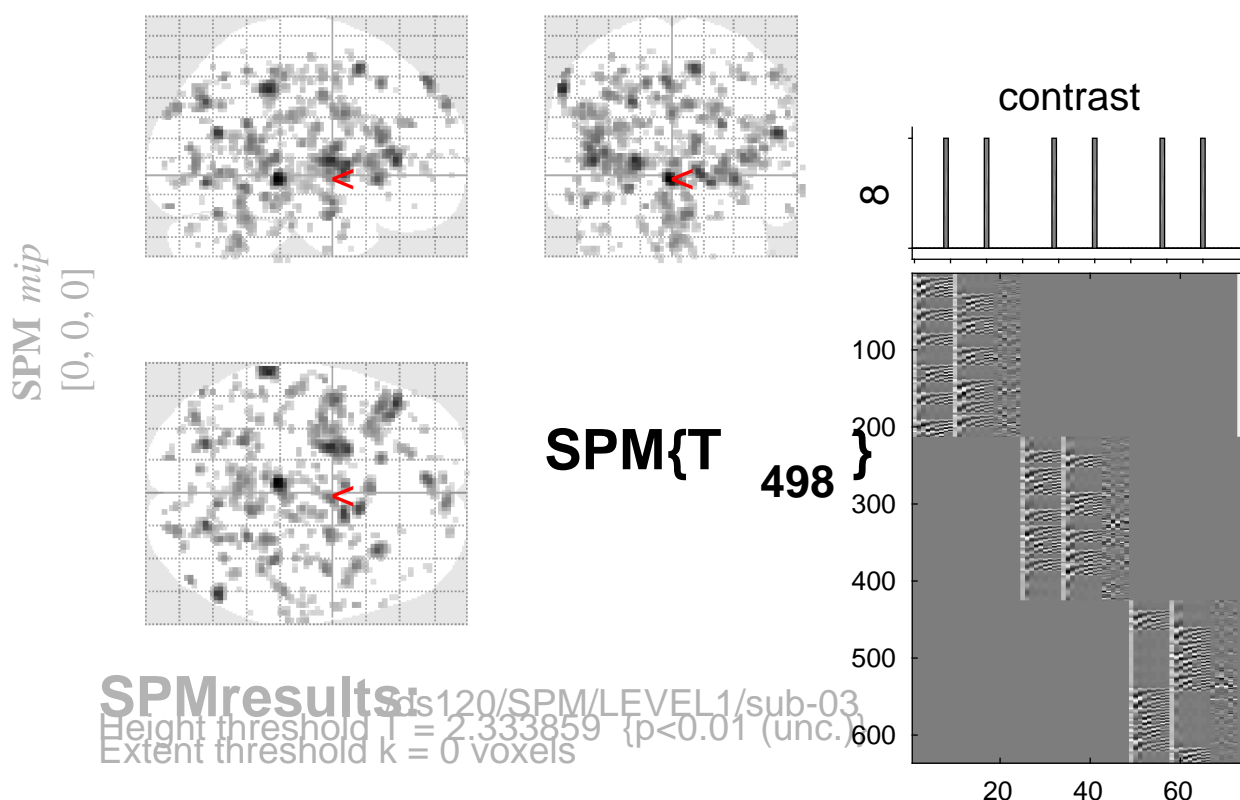 SPM mip
[0, 0, 0]
<
<
<
SPM{T498}
contrast
8
100
200
300
400
500
600
20
40
60
SPMresults: /ds120/SPM/LEVEL1/sub-03
Height threshold T = 2.333859 {p<0.01 (unc.)}
Extent threshold k = 0 voxels